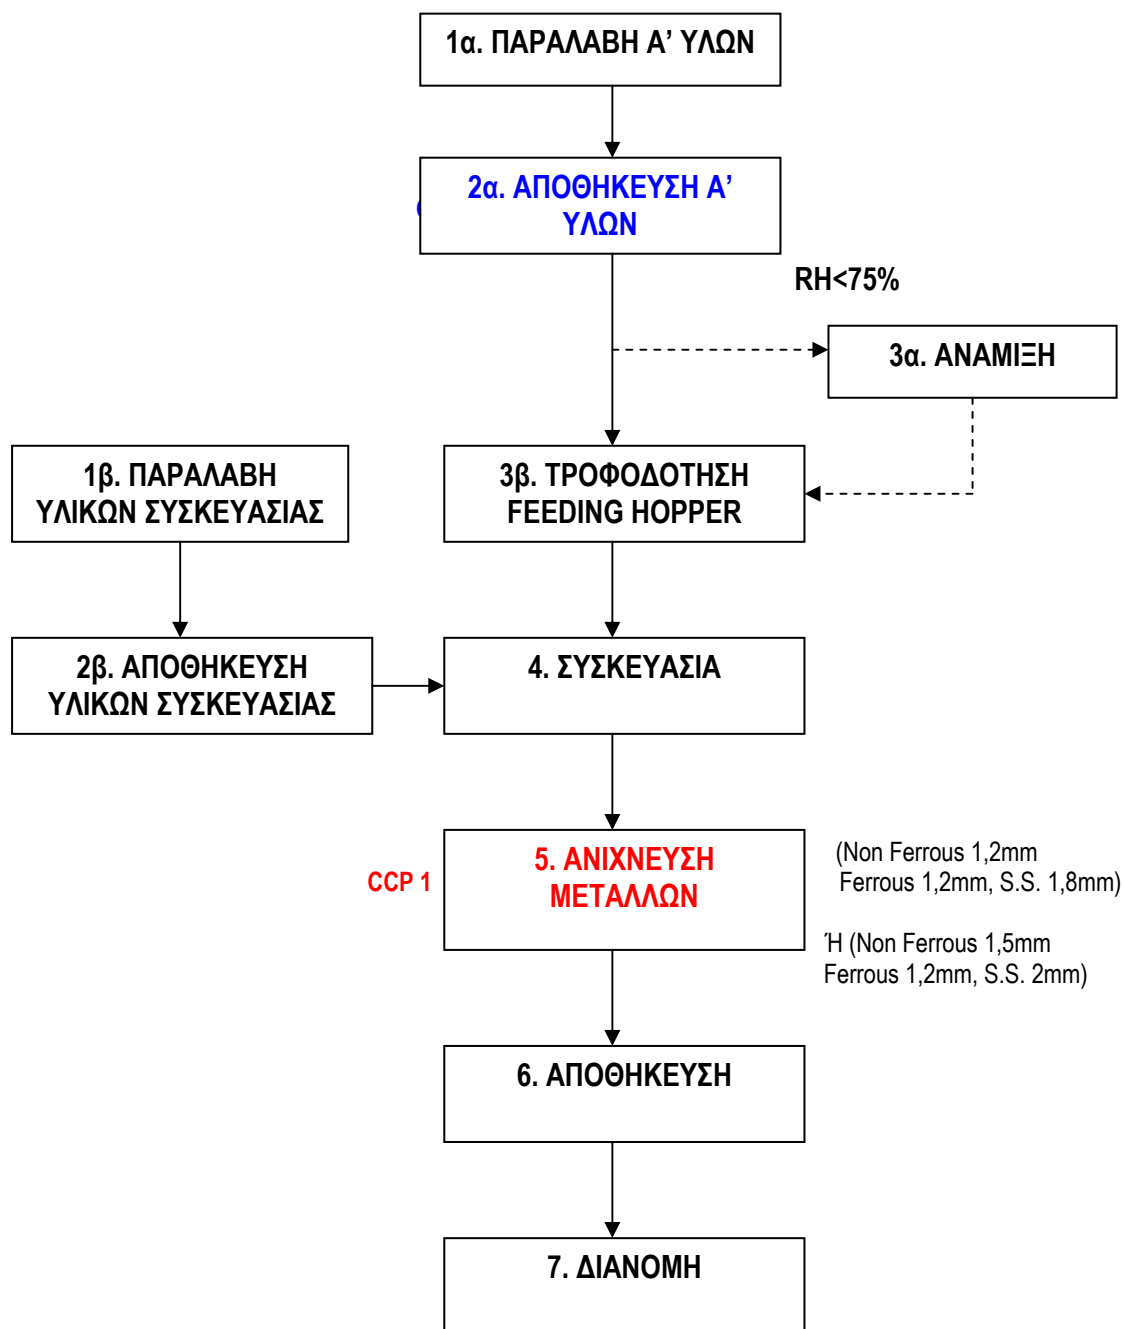 1α. ΠΑΡΑΛΑΒΗ Α’ ΥΛΩΝ
2α. ΑΠΟΘΗΚΕΥΣΗ Α’
ΥΛΩΝ
RH<75%
3α. ΑΝΑΜΙΞΗ
1β. ΠΑΡΑΛΑΒΗ
ΥΛΙΚΩΝ ΣΥΣΚΕΥΑΣΙΑΣ
3β. ΤΡΟΦΟΔΟΤΗΣΗ
FEEDING HOPPER
2β. ΑΠΟΘΗΚΕΥΣΗ
ΥΛΙΚΩΝ ΣΥΣΚΕΥΑΣΙΑΣ
4. ΣΥΣΚΕΥΑΣΙΑ
CCP 1
5. ΑΝΙΧΝΕΥΣΗ
ΜΕΤΑΛΛΩΝ
(Non Ferrous 1,2mm
Ferrous 1,2mm, S.S. 1,8mm)
Ή (Non Ferrous 1,5mm
Ferrous 1,2mm, S.S. 2mm)
6. ΑΠΟΘΗΚΕΥΣΗ
7. ΔΙΑΝΟΜΗ